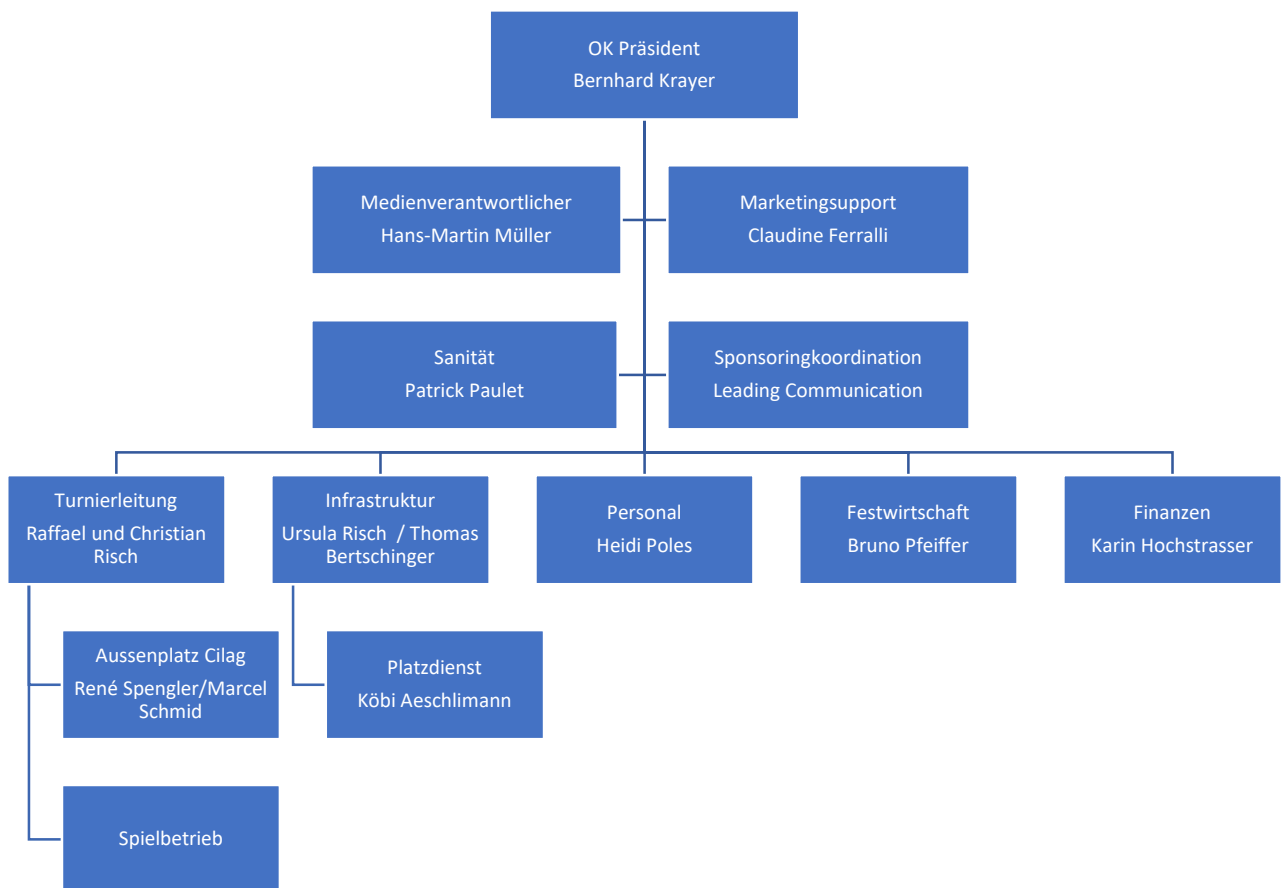 OK Präsident
Bernhard Krayer
Medienverantwortlicher
Hans-Martin Müller
Marketingsupport
Claudine Ferralli
Sanität
Patrick Paulet
Sponsoringkoordination
Leading Communication
Turnierleitung
Raffael und Christian
Risch
Infrastruktur
Ursula Risch / Thomas
Bertschinger
Personal
Heidi Poles
Festwirtschaft
Bruno Pfeiffer
Finanzen
Karin Hochstrasser
Aussenplatz Cilag
René Spengler/Marcel
Schmid
Platzdienst
Köbi Aeschlimann
Spielbetrieb